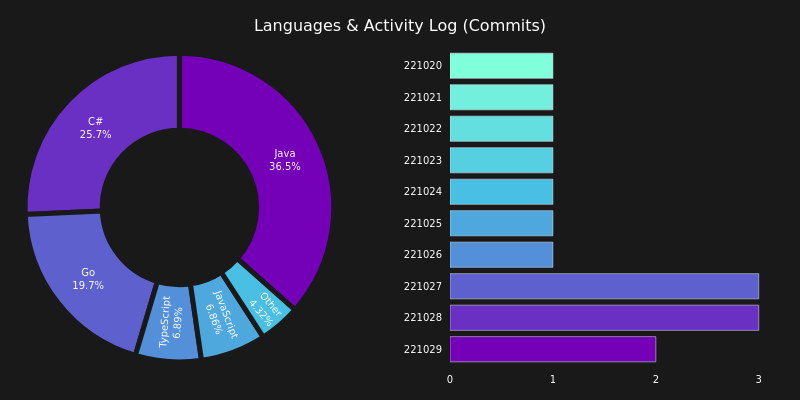 Languages & Activity Log (Commits)
Java
36.5%
C#
25.7%
Go
19.7%
TypeScript
6.89%
JavaScript
6.86%
Other
4.32%
221020
221021
221022
221023
221024
221025
221026
221027
221028
221029
0 1 2 3